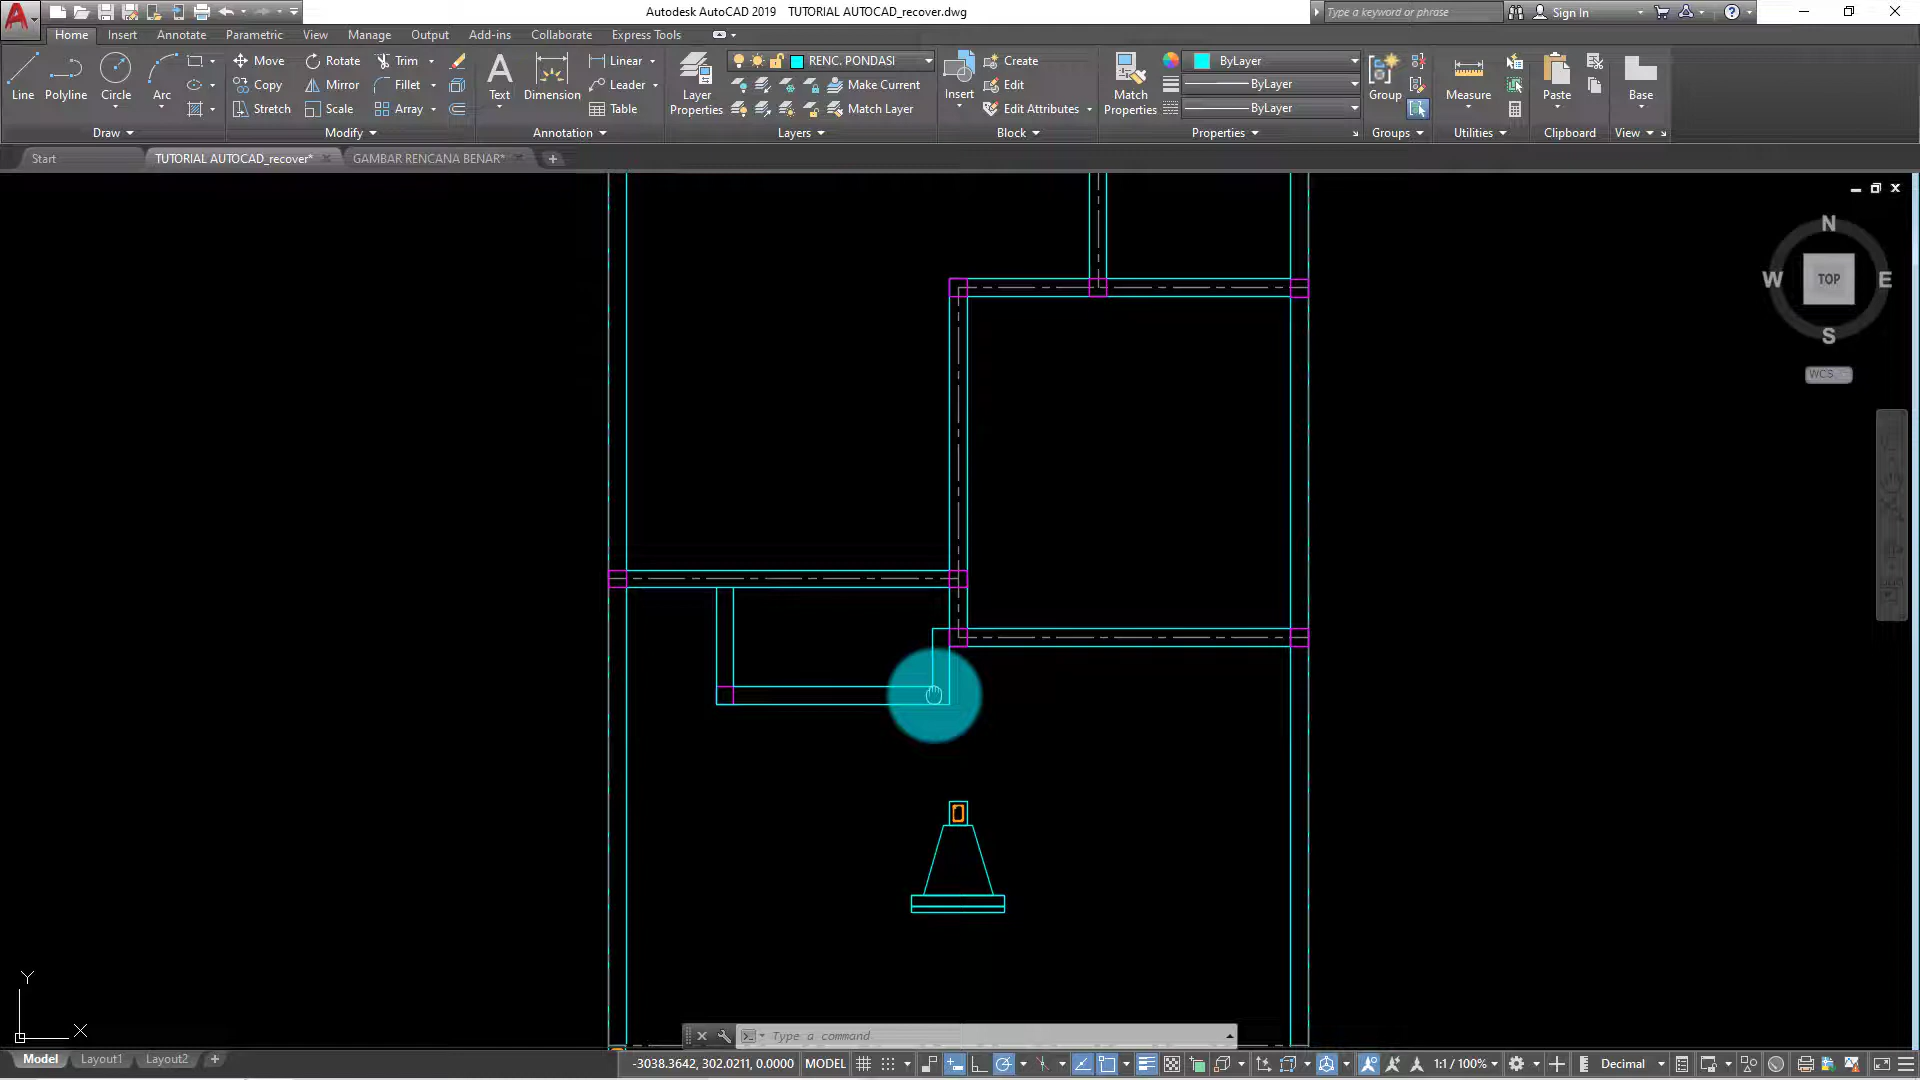 Autodesk AutoCAD 2019 TUTORIAL AUTOCAD_recover.dwg
Type a keyword or phrase
Sign In
Home Insert Annotate Parametric View Manage Output Add-ins Collaborate Express Tools
Line Polyline Circle Arc
Move Rotate Trim
Copy Mirror Fillet
Stretch Scale Array
Text Dimension
Linear
Leader
Table
Layer Properties
RENC. PONDASI
Make Current
Match Layer
Insert
Create
Edit
Edit Attributes
Match Properties
ByLayer
ByLayer
ByLayer
Group
Measure
Paste
Base
Draw Modify Annotation Layers Block Properties Groups Utilities Clipboard View
Start TUTORIAL AUTOCAD_recover* GAMBAR RENCANA BENAR*
N
W TOP E
S
WCS
Y
X
Type a command
Model Layout1 Layout2
-3038.3642, 302.0211, 0.0000 MODEL
1:1 / 100%
Decimal